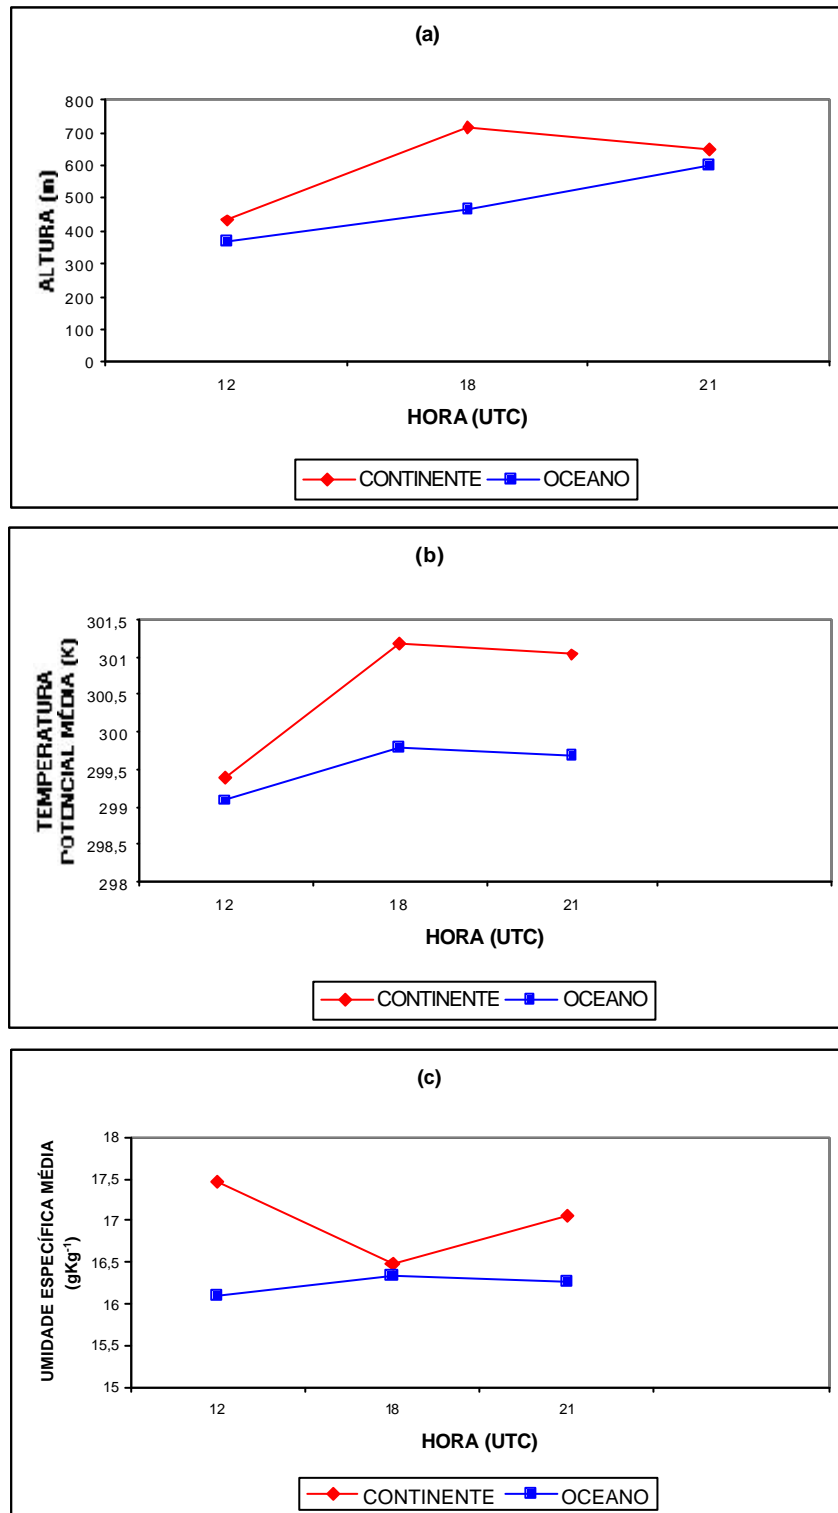 (a)
800
700
600
500
400
300
200
100
0
ALTURA (m)
12 18 21
HORA (UTC)
CONTINENTE OCEANO
(b)
301,5
301
300,5
300
299,5
299
298,5
298
TEMPERATURA
POTENCIAL MÉDIA (K)
12 18 21
HORA (UTC)
CONTINENTE OCEANO
(c)
18
17,5
17
16,5
16
15,5
15
UMIDADE ESPECÍFICA MÉDIA
(gKg⁻¹)
12 18 21
HORA (UTC)
CONTINENTE OCEANO